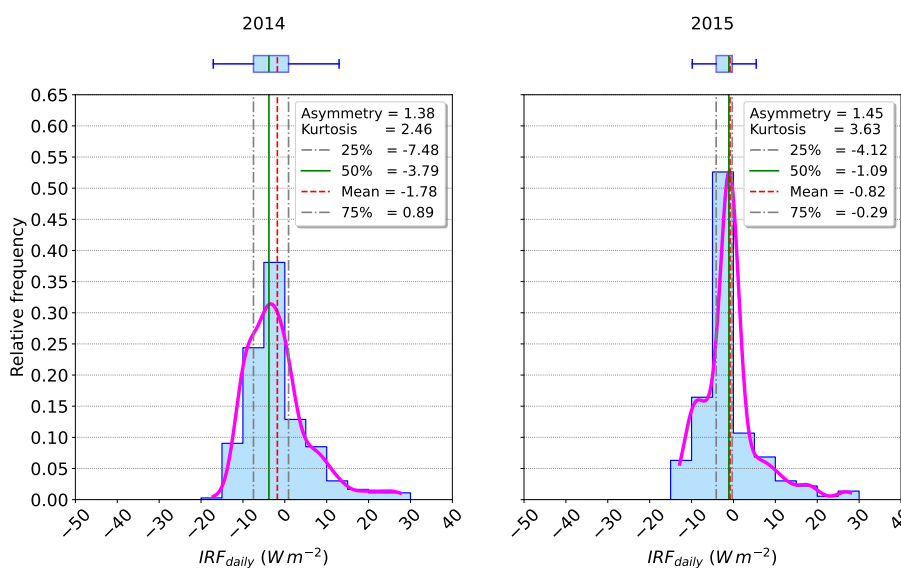 2014
2015
0.65
0.60
0.55
0.50
0.45
0.40
0.35
0.30
0.25
0.20
0.15
0.10
0.05
0.00
Relative frequency
Asymmetry = 1.38
Kurtosis = 2.46
25% = -7.48
50% = -3.79
Mean = -1.78
75% = 0.89
−50 −40 −30 −20 −10 0 10 20 30 40
IRF_daily (W m⁻²)
Asymmetry = 1.45
Kurtosis = 3.63
25% = -4.12
50% = -1.09
Mean = -0.82
75% = -0.29
−50 −40 −30 −20 −10 0 10 20 30 40
IRF_daily (W m⁻²)